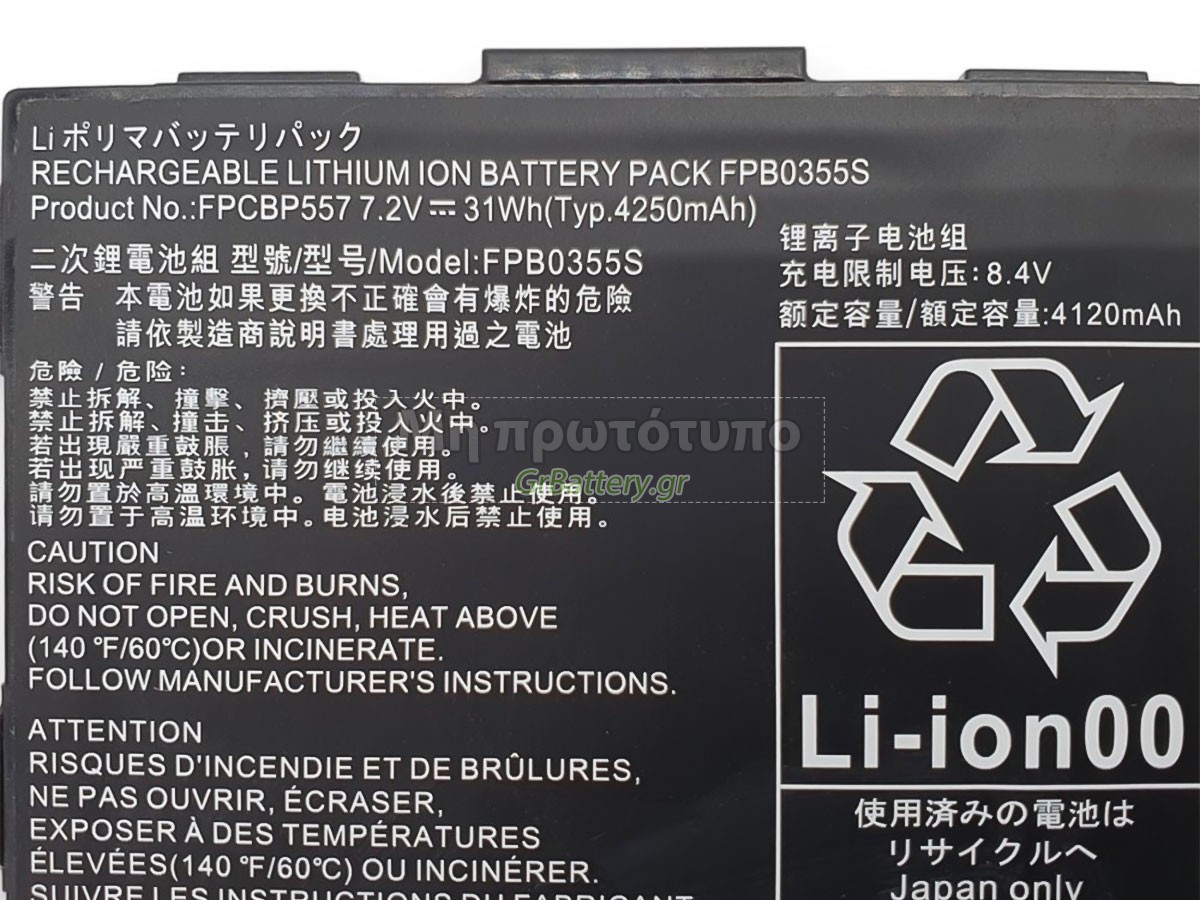 Li ポリマバッテリパック
RECHARGEABLE LITHIUM ION BATTERY PACK FPB0355S
Product No.:FPCBP557 7.2V⎓31Wh(Typ.4250mAh)
二次鋰電池組 型號/型号/Model:FPB0355S
警告 本電池如果更換不正確會有爆炸的危險
請依製造商說明書處理用過之電池
危險 / 危险:
禁止拆解、撞擊、擠壓或投入火中。
禁止拆解、撞击、挤压或投入火中。
若出現嚴重鼓脹,請勿繼續使用。
若出现严重鼓胀,请勿继续使用。
請勿置於高溫環境中。電池浸水後禁止使用。
请勿置于高温环境中。电池浸水后禁止使用。
CAUTION
RISK OF FIRE AND BURNS,
DO NOT OPEN, CRUSH, HEAT ABOVE
(140 °F/60℃)OR INCINERATE.
FOLLOW MANUFACTURER'S INSTRUCTIONS.
ATTENTION
RISQUES D'INCENDIE ET DE BRÛLURES,
NE PAS OUVRIR, ÉCRASER,
EXPOSER À DES TEMPÉRATURES
ÉLEVÉES(140 °F/60℃) OU INCINÉRER.
SUIVRE LES INSTRUCTIONS DU FABRICANT
锂离子电池组
充电限制电压:8.4V
额定容量/額定容量:4120mAh
Li-ion00
使用済みの電池は
リサイクルへ
Japan only
Μη πρωτότυπο
GrBattery.gr